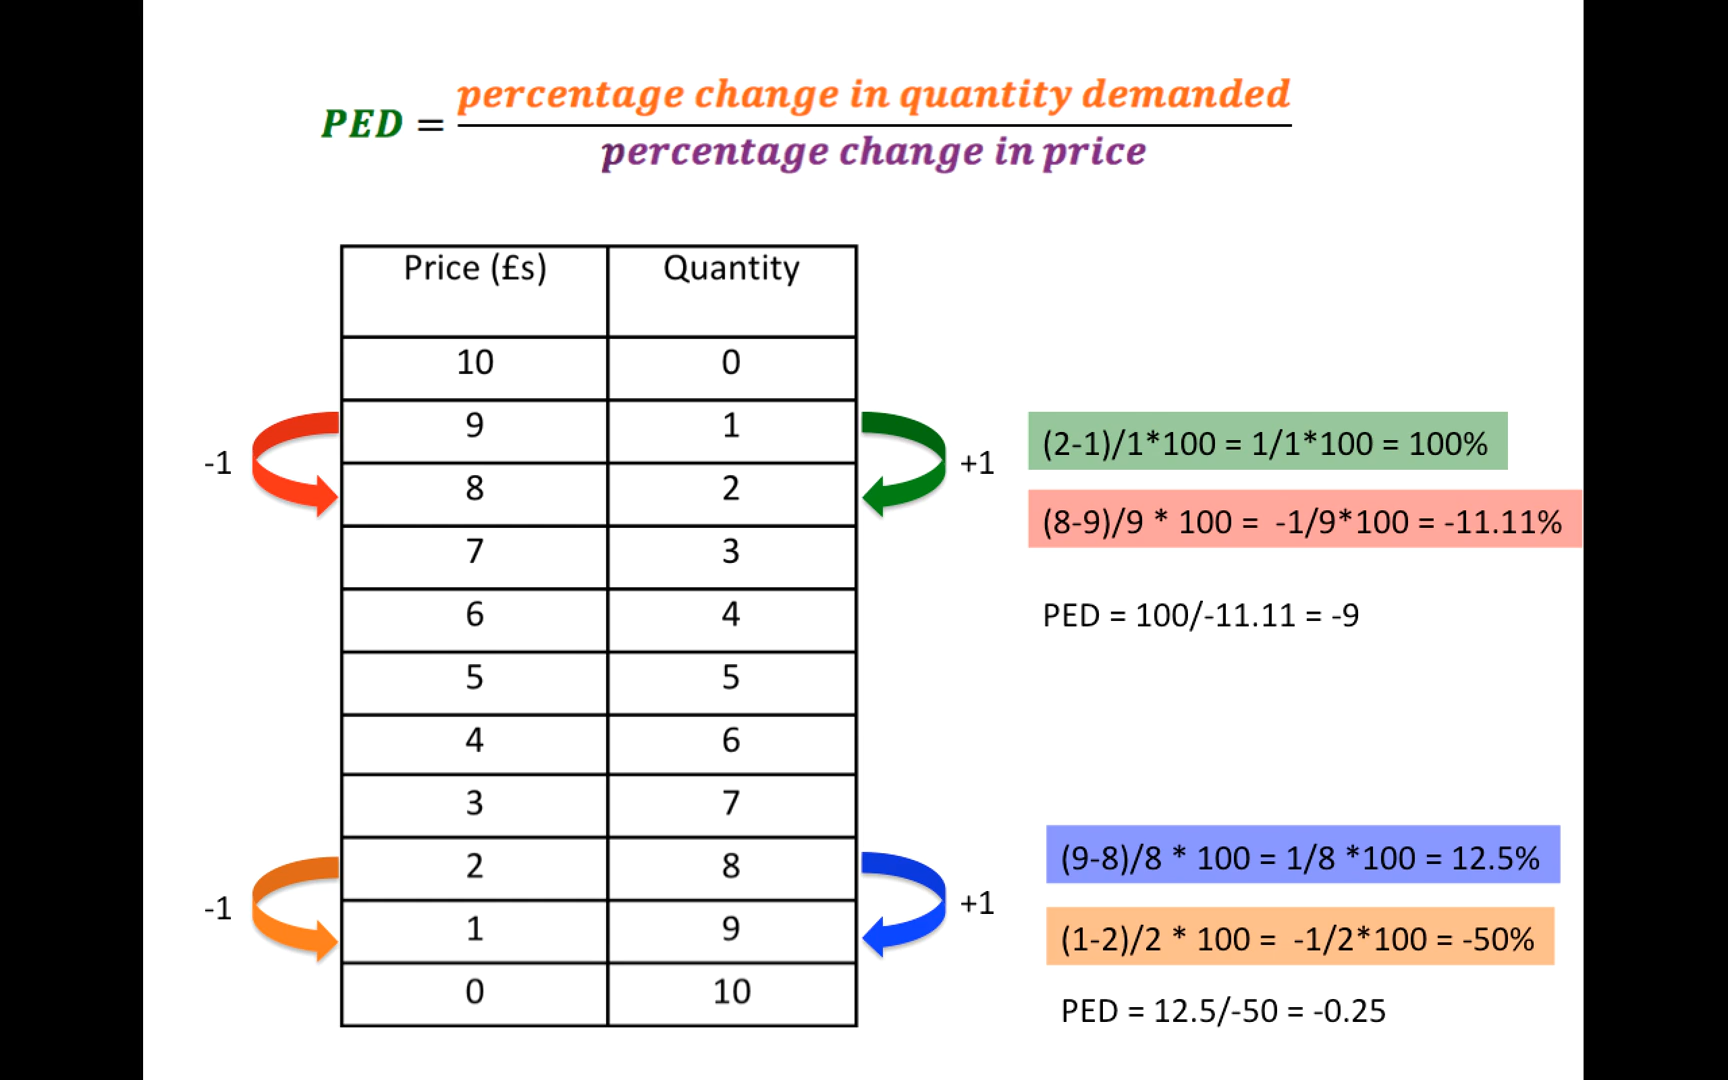 PED = percentage change in quantity demanded
percentage change in price
Price (£s) Quantity
10 0
9 1
-1 +1
8 2
7 3
6 4
5 5
4 6
3 7
2 8
-1 +1
1 9
0 10
(2-1)/1*100 = 1/1*100 = 100%
(8-9)/9 * 100 = -1/9*100 = -11.11%
PED = 100/-11.11 = -9
(9-8)/8 * 100 = 1/8 *100 = 12.5%
(1-2)/2 * 100 = -1/2*100 = -50%
PED = 12.5/-50 = -0.25